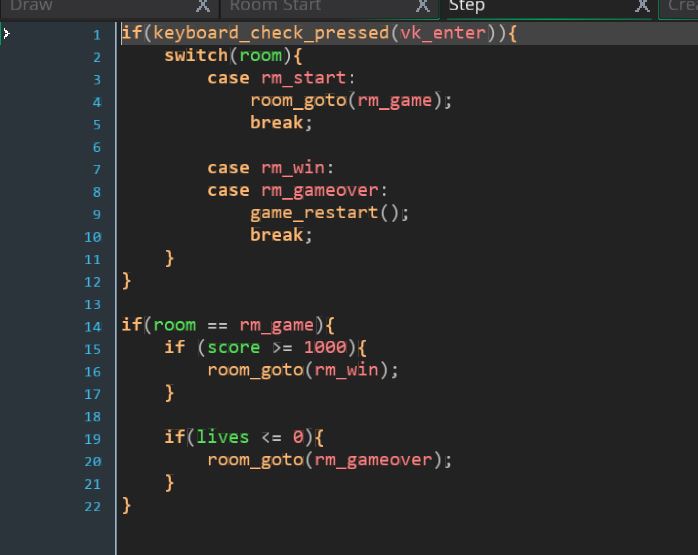 Draw X Room Start X Step X Crea
1 if(keyboard_check_pressed(vk_enter)){
2     switch(room){
3         case rm_start:
4             room_goto(rm_game);
5             break;
6
7         case rm_win:
8         case rm_gameover:
9             game_restart();
10             break;
11     }
12 }
13
14 if(room == rm_game){
15     if (score >= 1000){
16         room_goto(rm_win);
17     }
18
19     if(lives <= 0){
20         room_goto(rm_gameover);
21     }
22 }